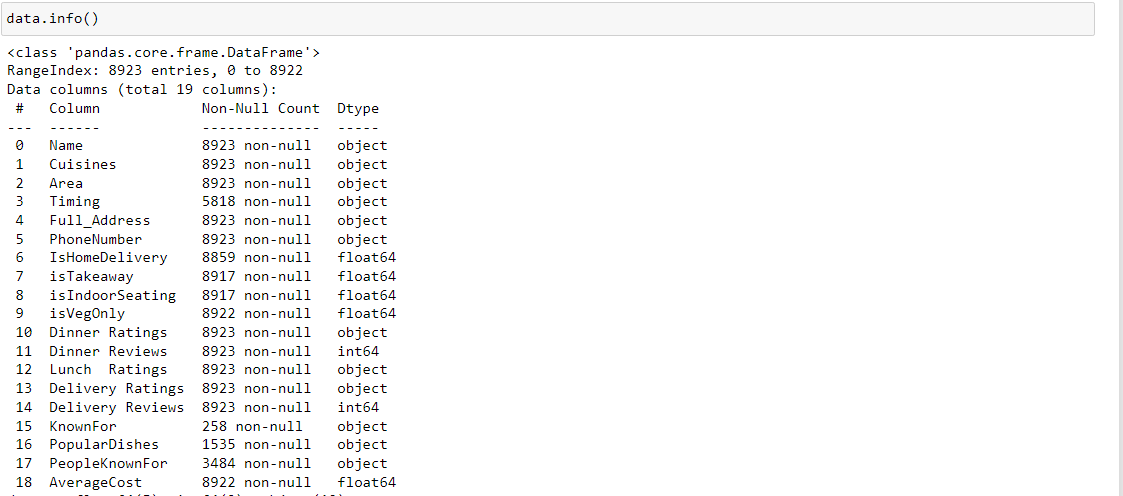 data.info()
<class 'pandas.core.frame.DataFrame'>
RangeIndex: 8923 entries, 0 to 8922
Data columns (total 19 columns):
 #   Column            Non-Null Count  Dtype
---  ------            --------------  -----
 0   Name              8923 non-null   object
 1   Cuisines          8923 non-null   object
 2   Area              8923 non-null   object
 3   Timing            5818 non-null   object
 4   Full_Address      8923 non-null   object
 5   PhoneNumber       8923 non-null   object
 6   IsHomeDelivery    8859 non-null   float64
 7   isTakeaway        8917 non-null   float64
 8   isIndoorSeating   8917 non-null   float64
 9   isVegOnly         8922 non-null   float64
 10  Dinner Ratings    8923 non-null   object
 11  Dinner Reviews    8923 non-null   int64
 12  Lunch  Ratings    8923 non-null   object
 13  Delivery Ratings  8923 non-null   object
 14  Delivery Reviews  8923 non-null   int64
 15  KnownFor          258 non-null    object
 16  PopularDishes     1535 non-null   object
 17  PeopleKnownFor    3484 non-null   object
 18  AverageCost       8922 non-null   float64